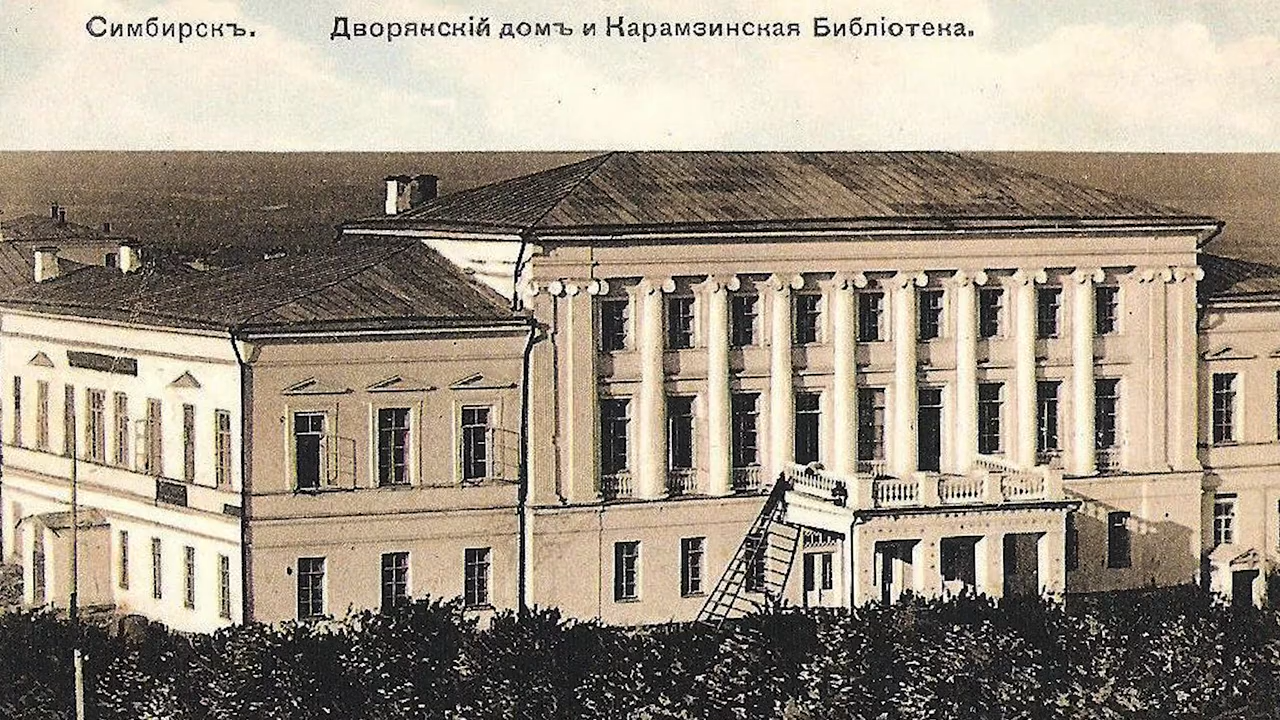 Симбирскъ. Дворянскій домъ и Карамзинская Библіотека.